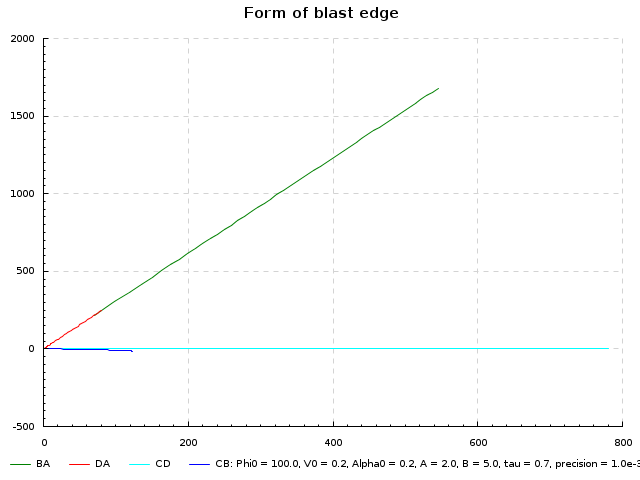 Form of blast edge
2000
1500
1000
500
0
-500
0 200 400 600 800
BA DA CD CB: Phi0 = 100.0, V0 = 0.2, Alpha0 = 0.2, A = 2.0, B = 5.0, tau = 0.7, precision = 1.0e-